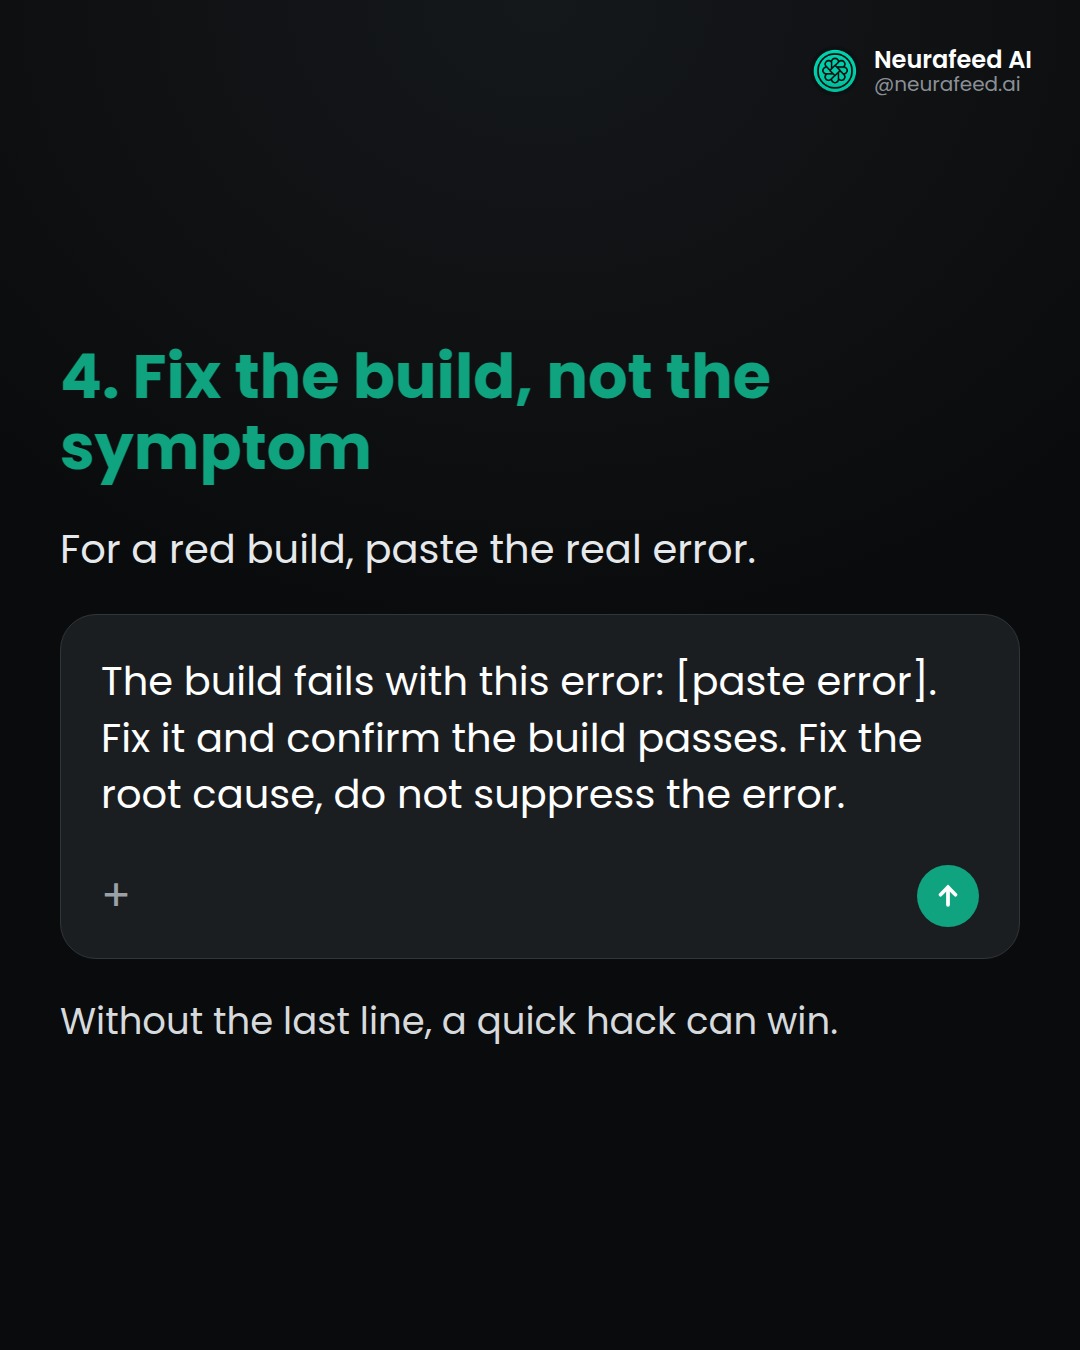 Neurafeed AI
@neurafeed.ai
4. Fix the build, not the
symptom
For a red build, paste the real error.
The build fails with this error: [paste error].
Fix it and confirm the build passes. Fix the
root cause, do not suppress the error.
+
Without the last line, a quick hack can win.